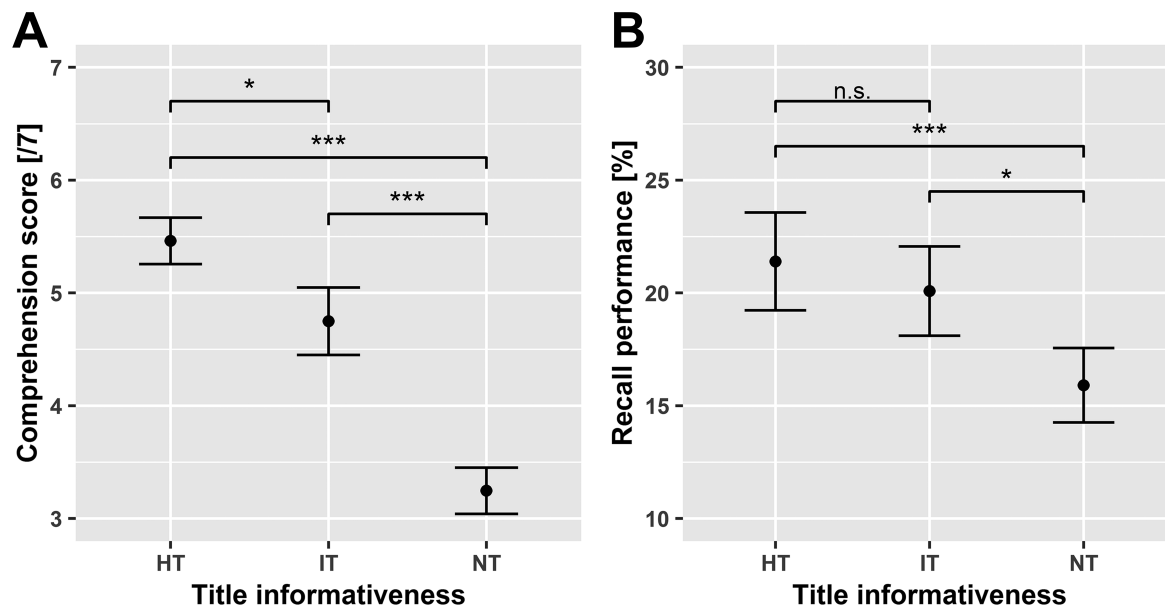 A
Comprehension score [/7]
7
6
5
4
3
*
***
***
HT IT NT
Title informativeness
B
Recall performance [%]
30
25
20
15
10
n.s.
***
*
HT IT NT
Title informativeness